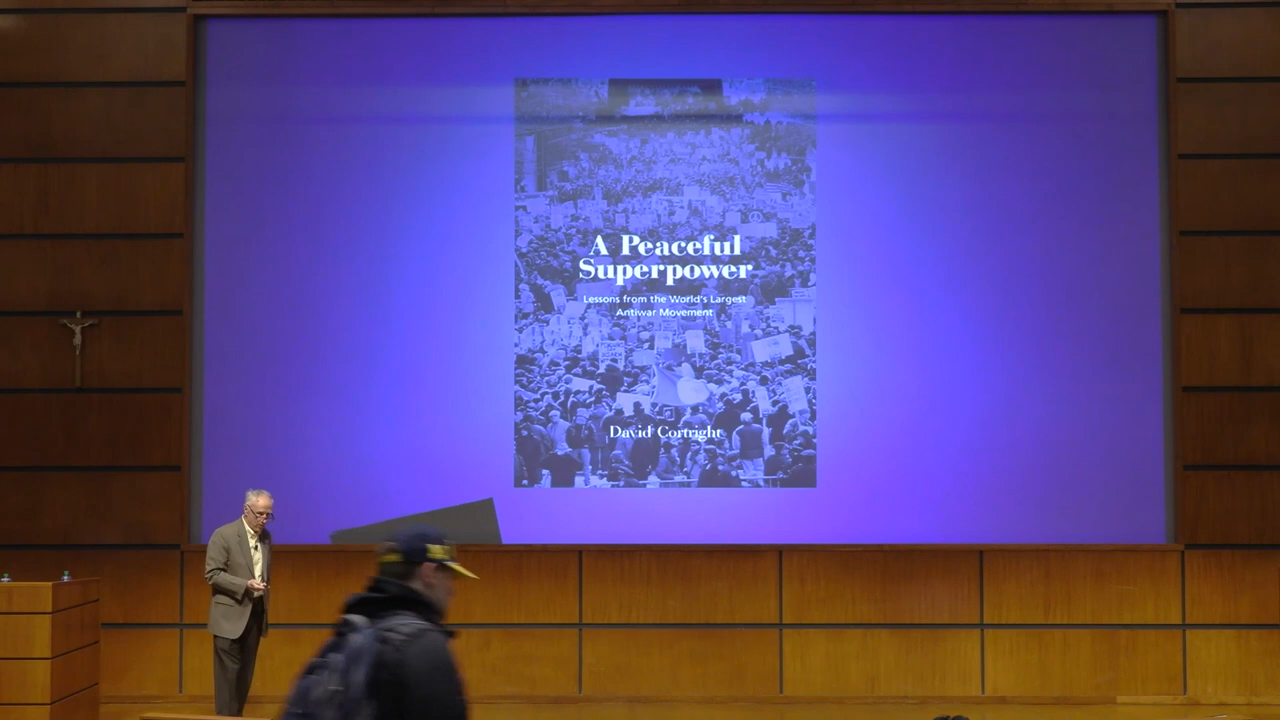 A Peaceful
Superpower
Lessons from the World's Largest
Antiwar Movement
David Cortright